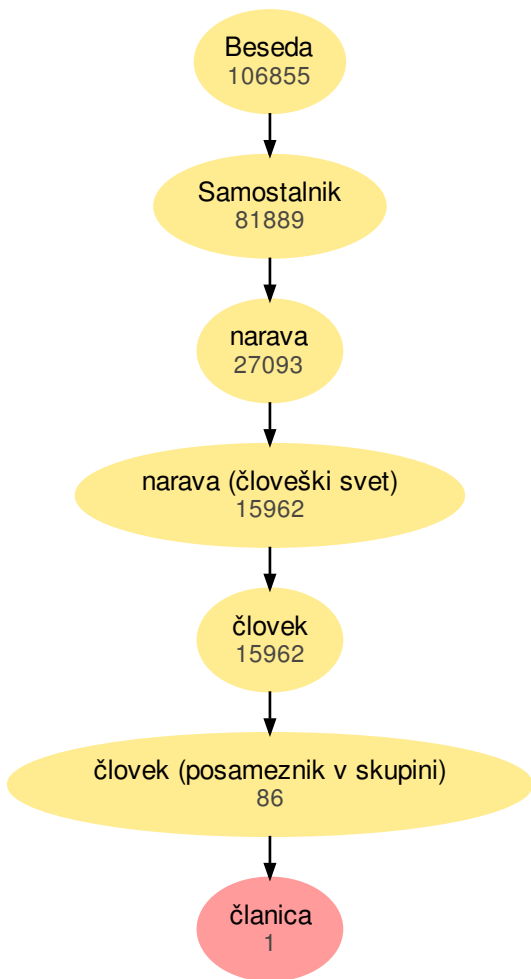 Beseda
106855
Samostalnik
81889
narava
27093
narava (človeški svet)
15962
človek
15962
človek (posameznik v skupini)
86
članica
1